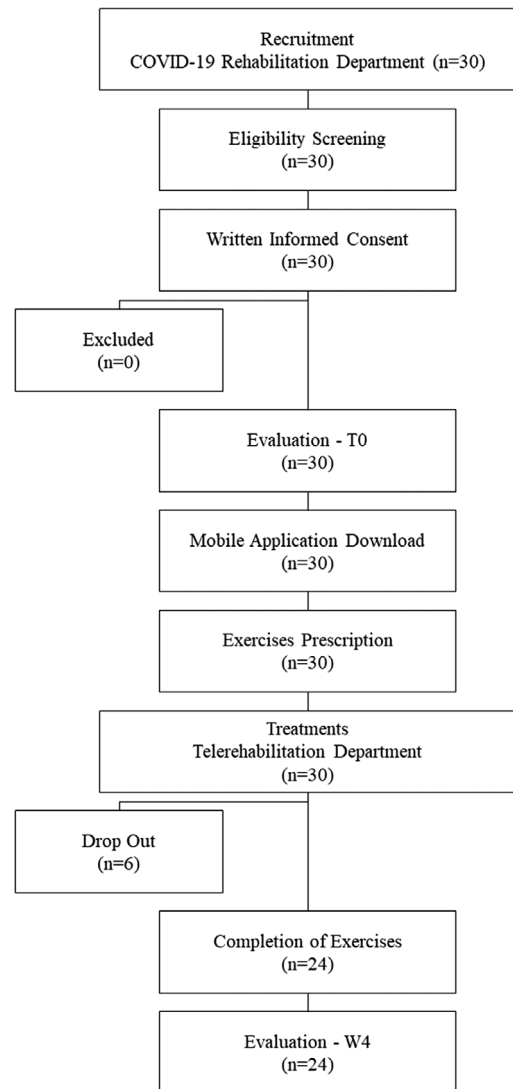 Recruitment
COVID-19 Rehabilitation Department (n=30)
Eligibility Screening
(n=30)
Written Informed Consent
(n=30)
Excluded
(n=0)
Evaluation - T0
(n=30)
Mobile Application Download
(n=30)
Exercises Prescription
(n=30)
Treatments
Telerehabilitation Department
(n=30)
Drop Out
(n=6)
Completion of Exercises
(n=24)
Evaluation - W4
(n=24)